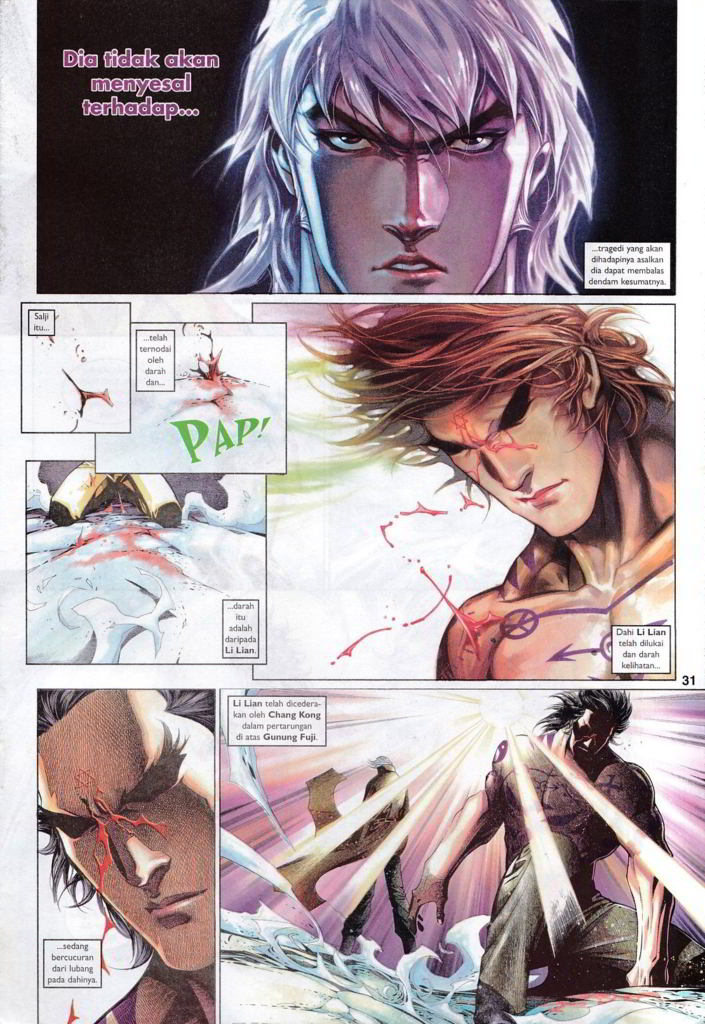 Dia tidak akan
menyesal
terhadap...
...tragedi yang akan
dihadapinya asalkan
dia dapat membalas
dendam kesumatnya.
Salji
itu...
...telah
ternodai
oleh
darah
dan...
PAP!
...darah
itu
adalah
daripada
Li Lian.
Dahi Li Lian
telah dilukai
dan darah
kelihatan...
31
Li Lian telah dicedera-
kan oleh Chang Kong
dalam pertarungan
di atas Gunung Fuji.
...sedang
bercucuran
dari lubang
pada dahinya.